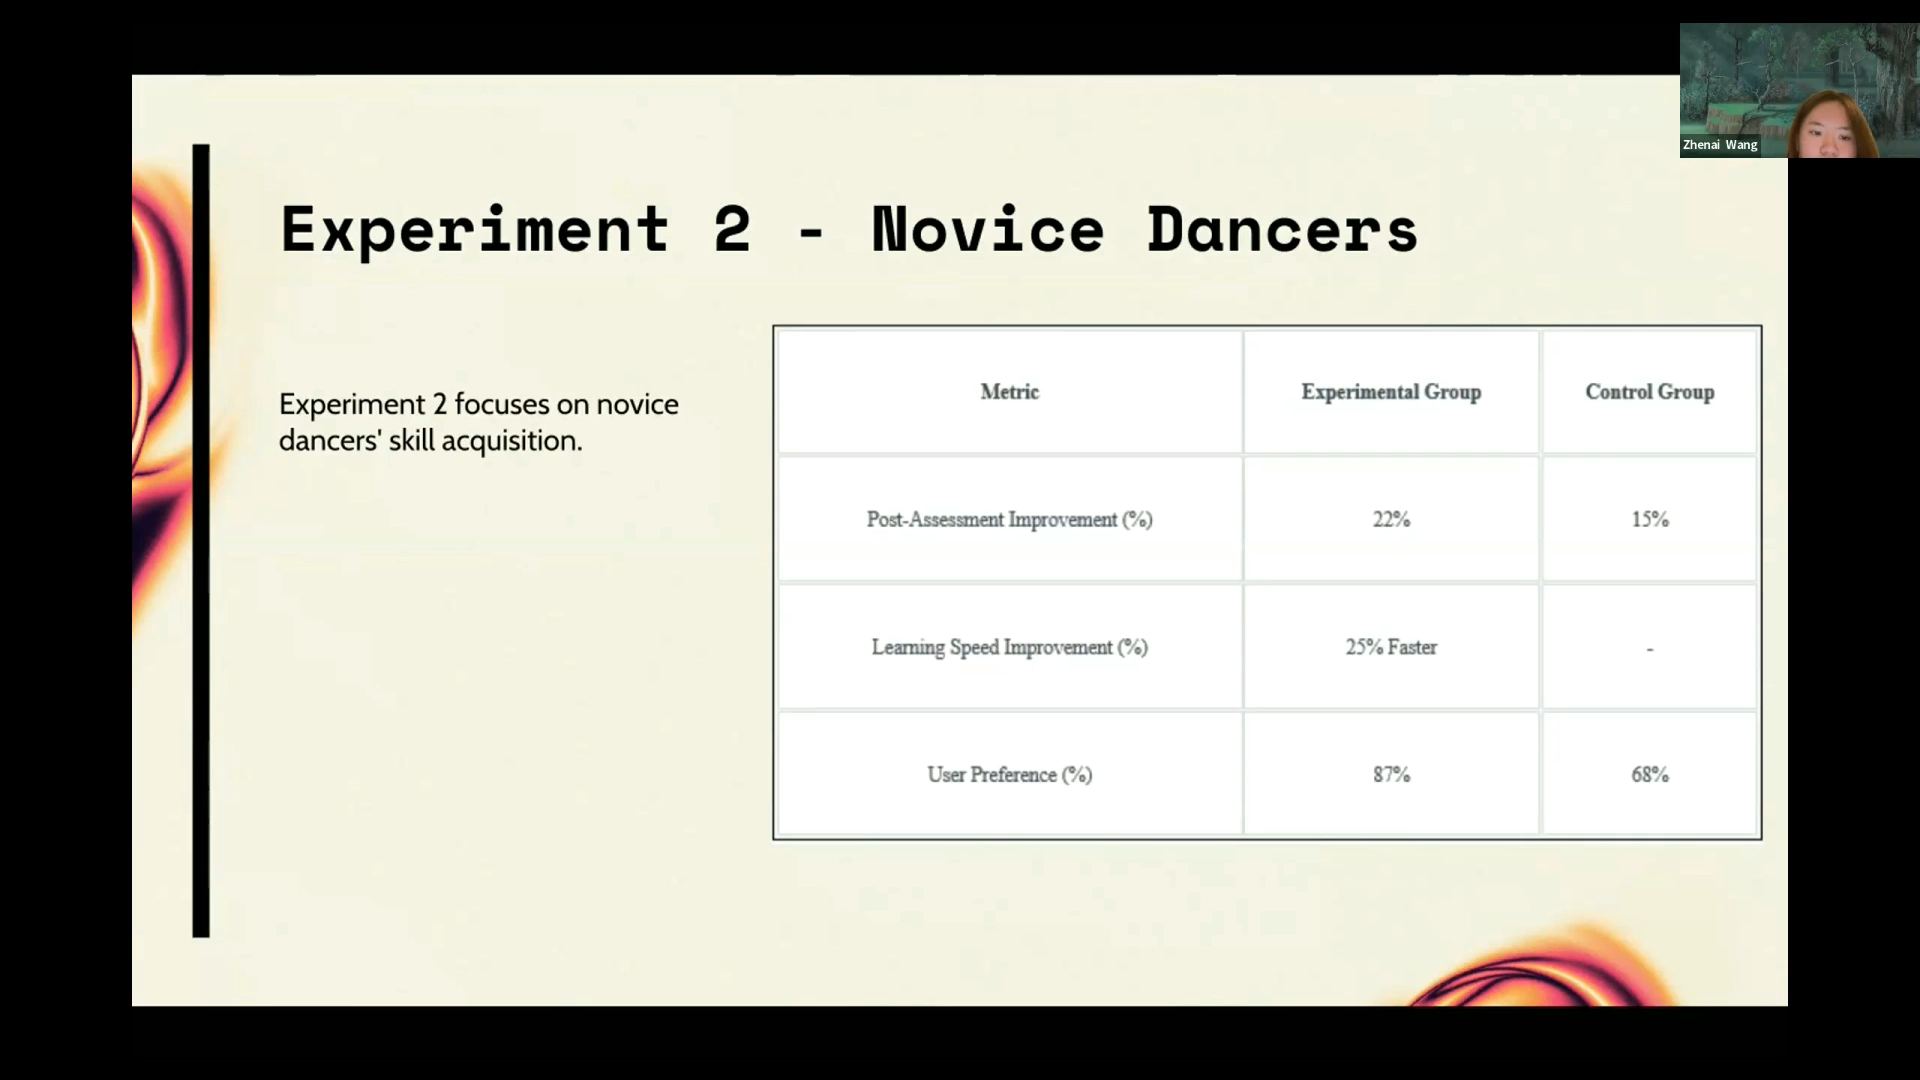 Zhenai Wang
Experiment 2 - Novice Dancers
Experiment 2 focuses on novice
dancers' skill acquisition.
Metric Experimental Group Control Group
Post-Assessment Improvement (%) 22% 15%
Learning Speed Improvement (%) 25% Faster -
User Preference (%) 87% 68%